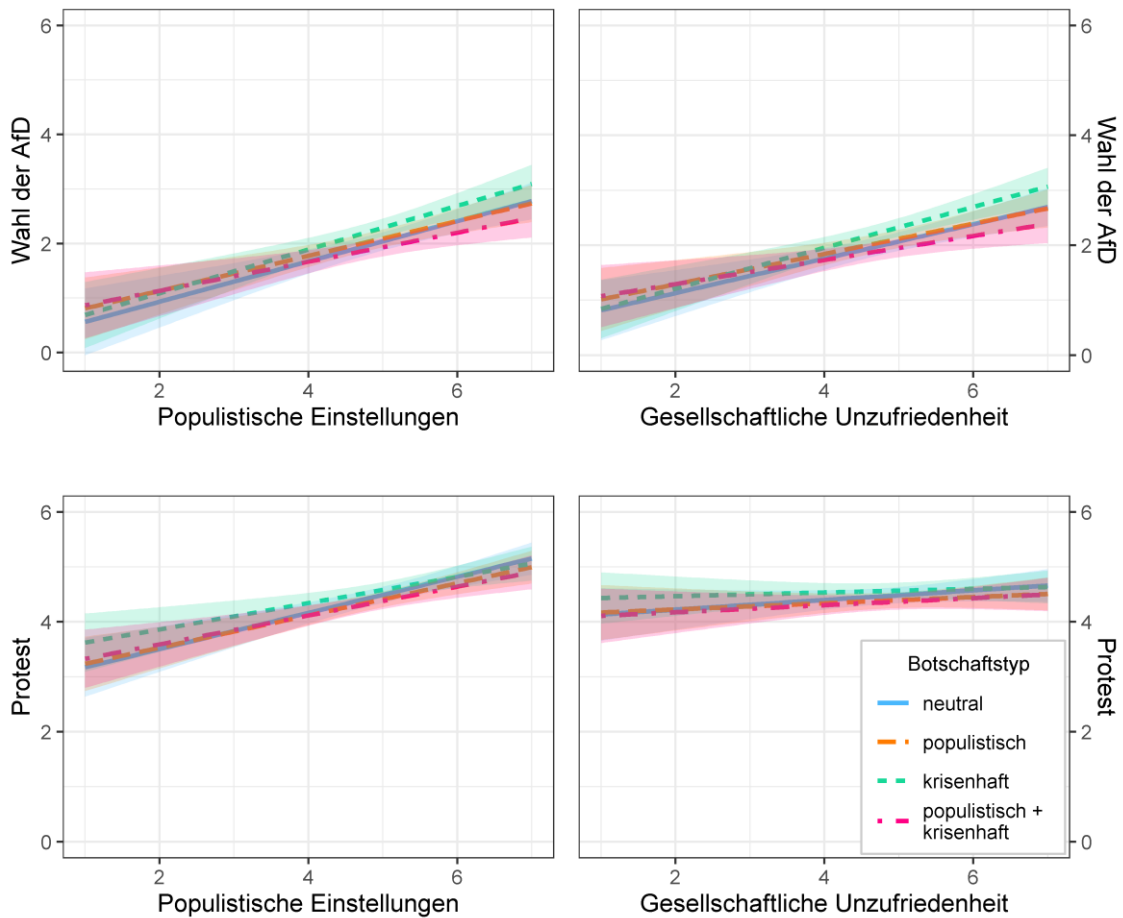 6
4
2
0
Wahl der AfD
2
4
6
Populistische Einstellungen
6
4
2
0
Wahl der AfD
2
4
6
Gesellschaftliche Unzufriedenheit
6
4
2
0
Protest
2
4
6
Populistische Einstellungen
6
4
2
0
Protest
2
4
6
Gesellschaftliche Unzufriedenheit
Botschaftstyp
neutral
populistisch
krisenhaft
populistisch +
krisenhaft